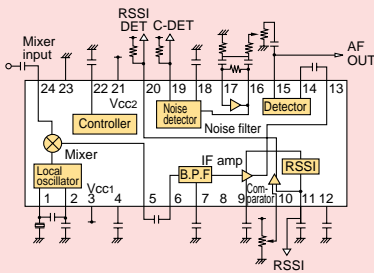 RSSI
DET C-DET
Mixer
input
AF
OUT
24 23 22 21 20 19 18 17 16 15 14 13
Vcc2
Controller
Noise
detector
Detector
Noise filter
Mixer
IF amp
RSSI
Local
oscillator
Vcc1
B.P.F
Com-
parator
1 2 3 4 5 6 7 8 9 10 11 12
RSSI